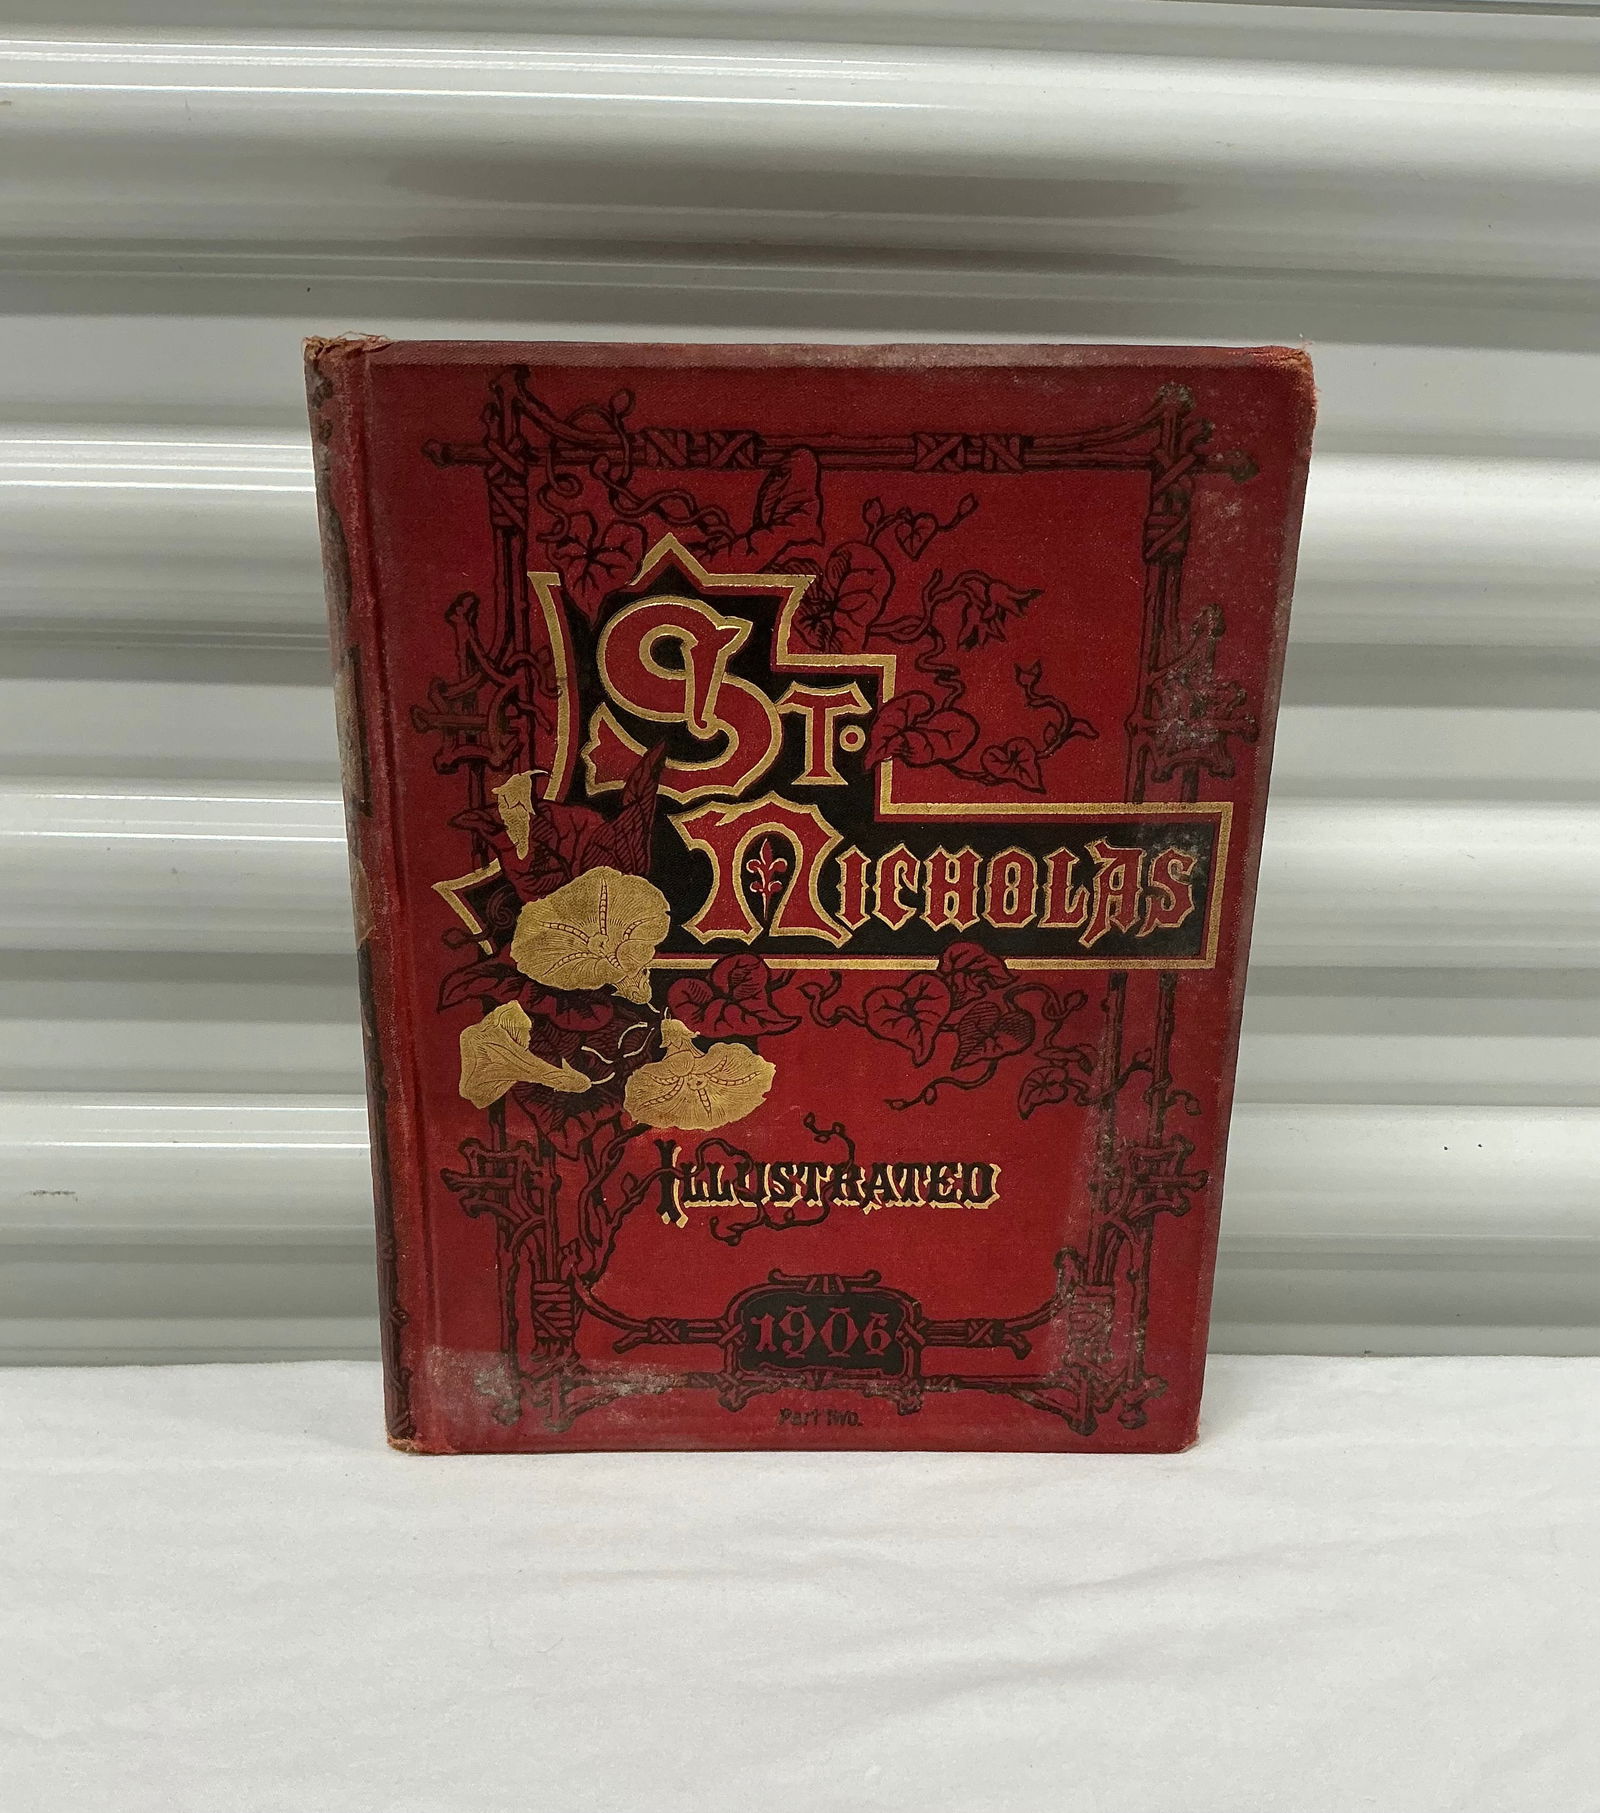 St.
Nicholas
Illustrated
1906
Part Two.